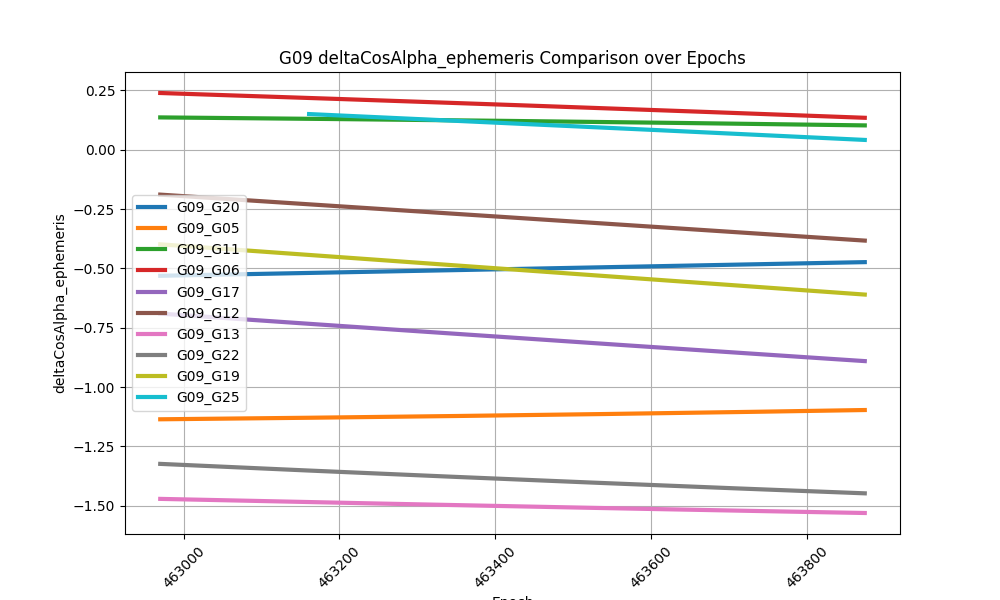 G09 deltaCosAlpha_ephemeris Comparison over Epochs
deltaCosAlpha_ephemeris
0.25
0.00
−0.25
−0.50
−0.75
−1.00
−1.25
−1.50
G09_G20
G09_G05
G09_G11
G09_G06
G09_G17
G09_G12
G09_G13
G09_G22
G09_G19
G09_G25
463000
463200
463400
463600
463800
Epoch